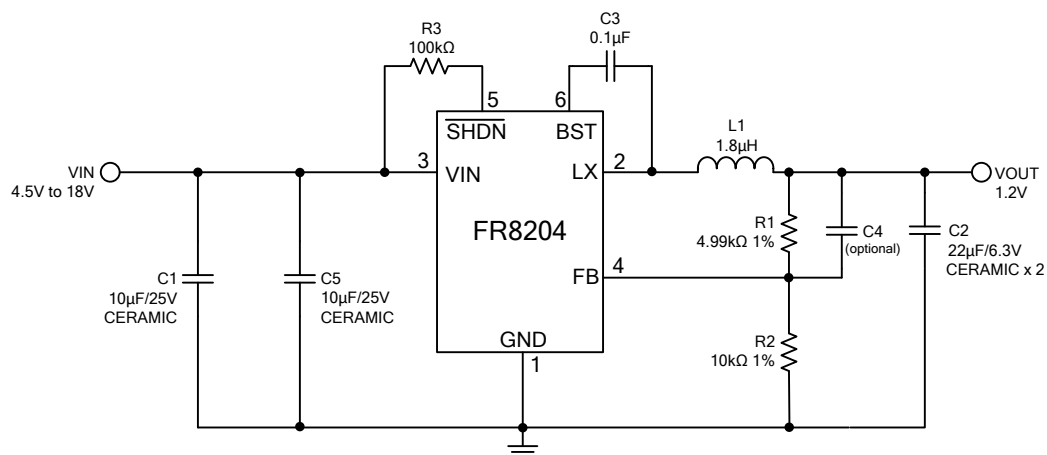 R3
100kΩ
C3
0.1µF
5
6
SHDN
BST
L1
1.8µH
VIN
4.5V to 18V
3
VIN
LX
2
VOUT
1.2V
FR8204
R1
4.99kΩ 1%
C4
(optional)
C2
22µF/6.3V
CERAMIC x 2
C1
10µF/25V
CERAMIC
C5
10µF/25V
CERAMIC
FB
4
GND
1
R2
10kΩ 1%